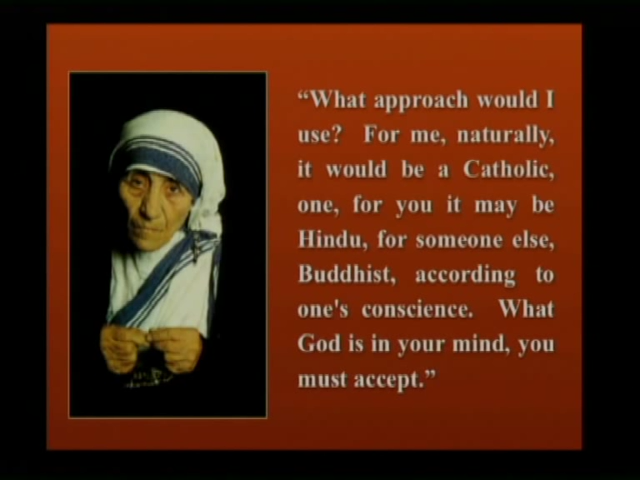 “What approach would I
use? For me, naturally,
it would be a Catholic,
one, for you it may be
Hindu, for someone else,
Buddhist, according to
one's conscience. What
God is in your mind, you
must accept.”